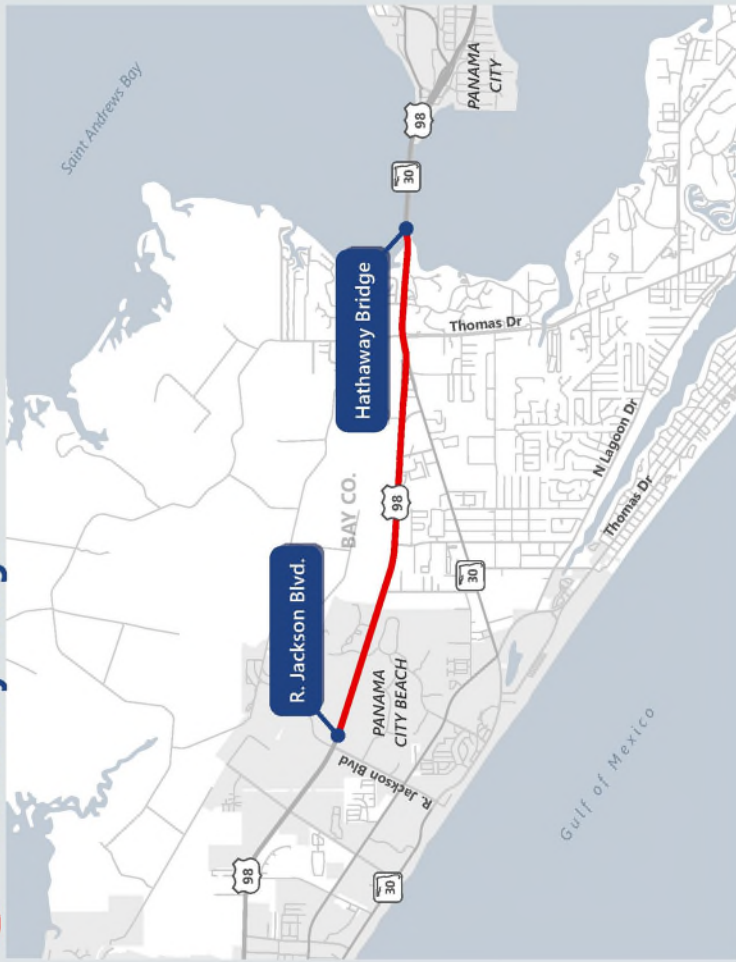 Saint Andrews Bay
PANAMA
CITY
98
30
Hathaway Bridge
Thomas Dr
BAY CO.
98
N Lagoon Dr
Thomas Dr
30
R. Jackson Blvd.
PANAMA
CITY BEACH
R. Jackson Blvd
Gulf of Mexico
98
30